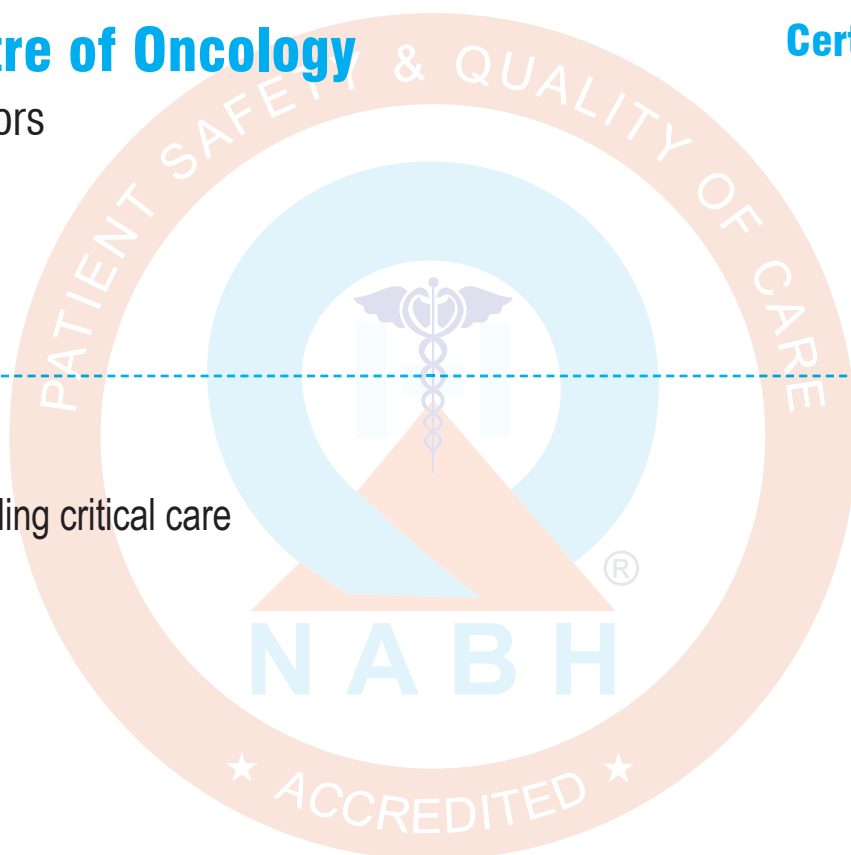 tre of Oncology
Cert
ors
PATIENT SAFETY & QUALITY OF CARE
ling critical care
®
NABH
★ ACCREDITED ★